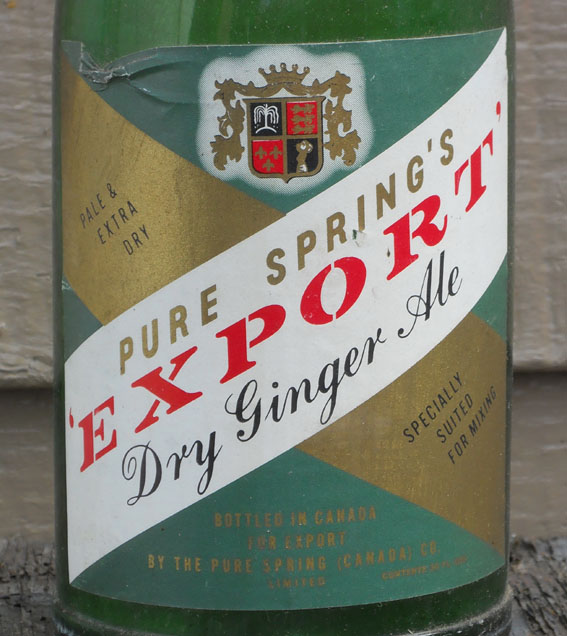 PALE &
EXTRA
DRY
PURE SPRING'S
'EXPORT'
Dry Ginger Ale
SPECIALLY
SUITED
FOR MIXING
BOTTLED IN CANADA
FOR EXPORT
BY THE PURE SPRING (CANADA) CO.
LIMITED
CONTENTS